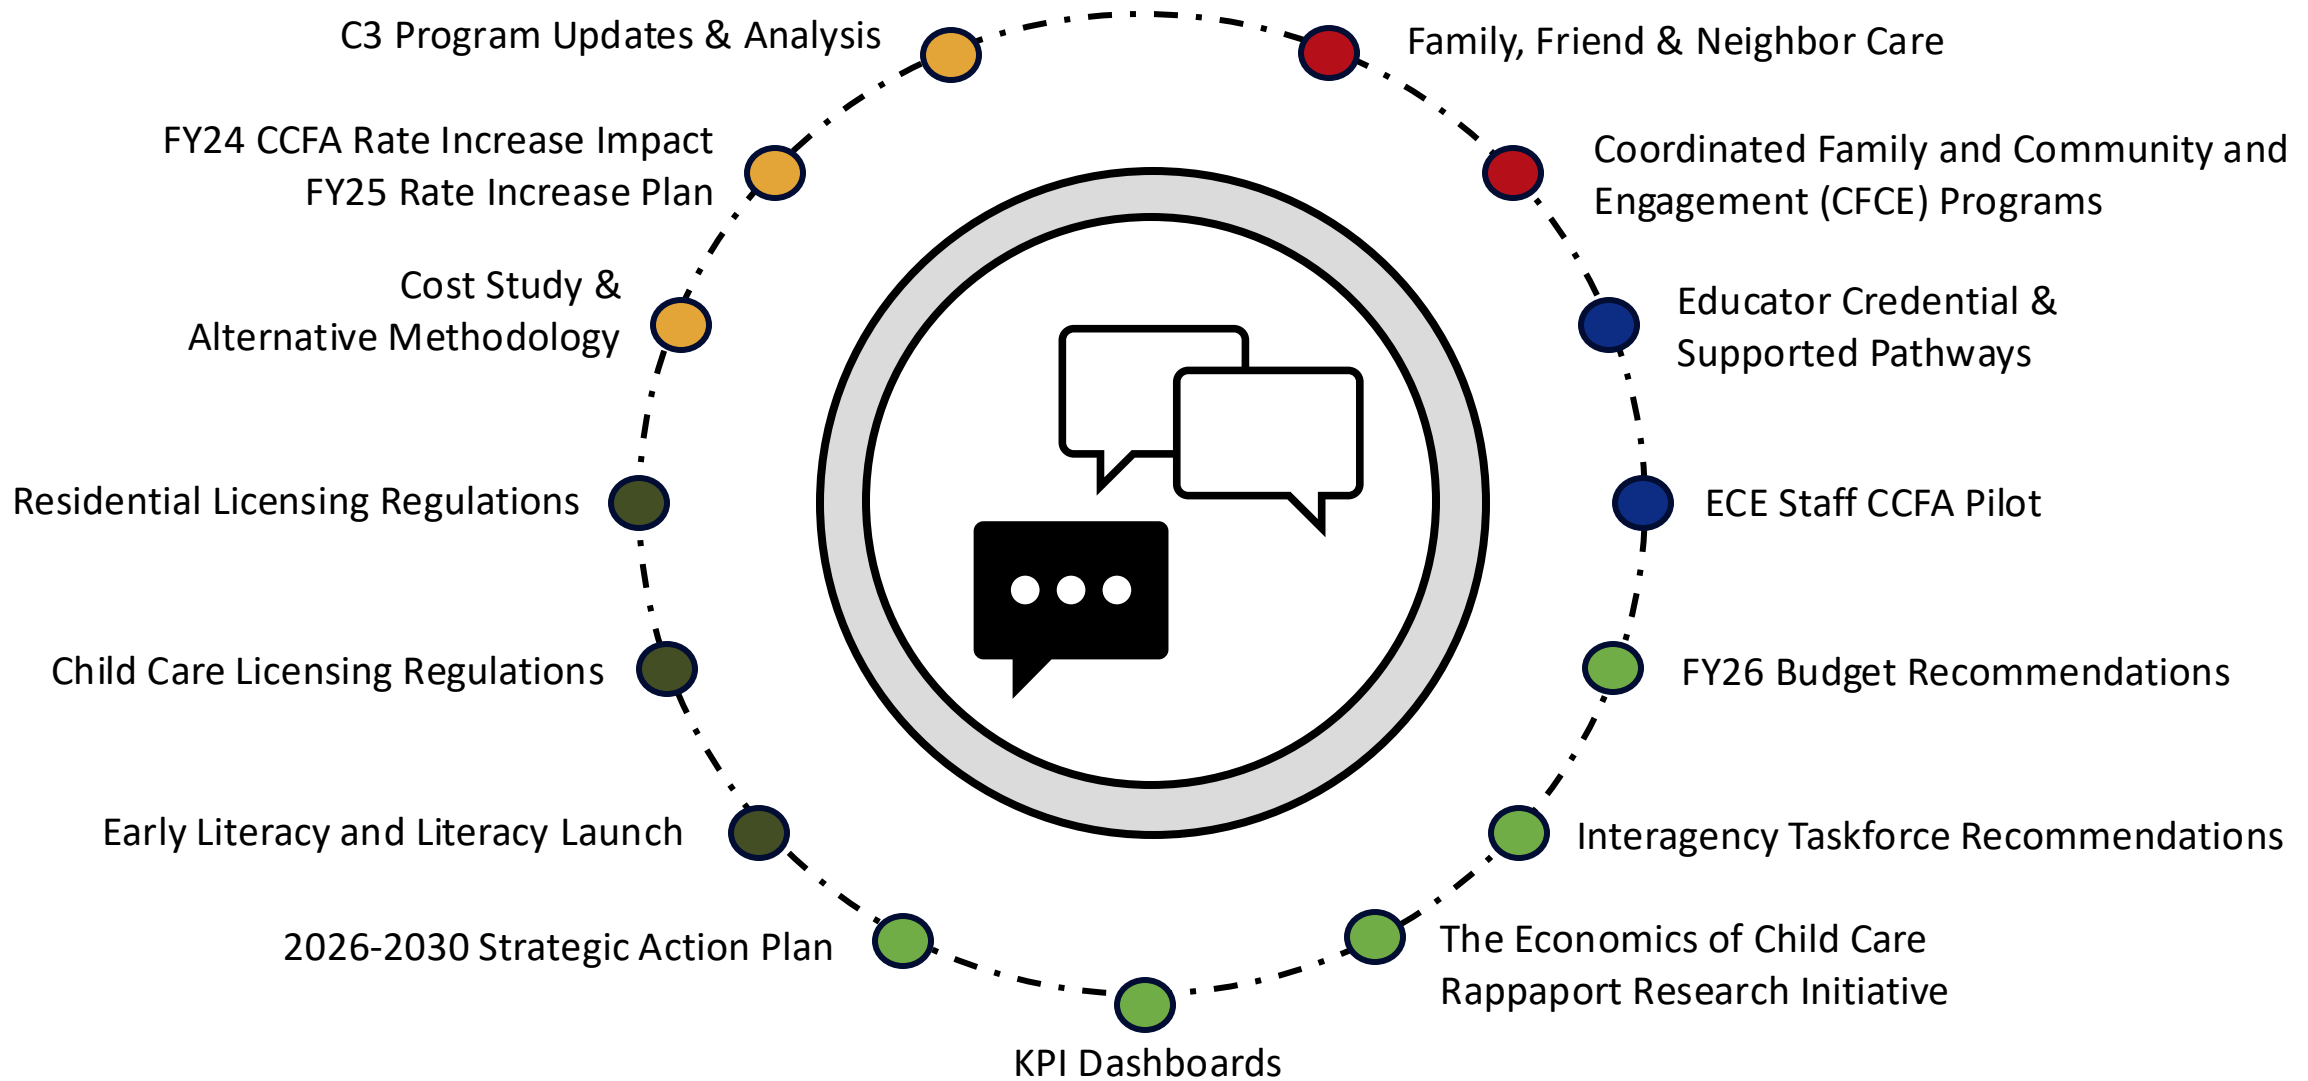 C3 Program Updates & Analysis
FY24 CCFA Rate Increase Impact
FY25 Rate Increase Plan
Cost Study &
Alternative Methodology
Residential Licensing Regulations
Child Care Licensing Regulations
Early Literacy and Literacy Launch
2026-2030 Strategic Action Plan
KPI Dashboards
Family, Friend & Neighbor Care
Coordinated Family and Community and
Engagement (CFCE) Programs
Educator Credential &
Supported Pathways
ECE Staff CCFA Pilot
FY26 Budget Recommendations
Interagency Taskforce Recommendations
The Economics of Child Care
Rappaport Research Initiative